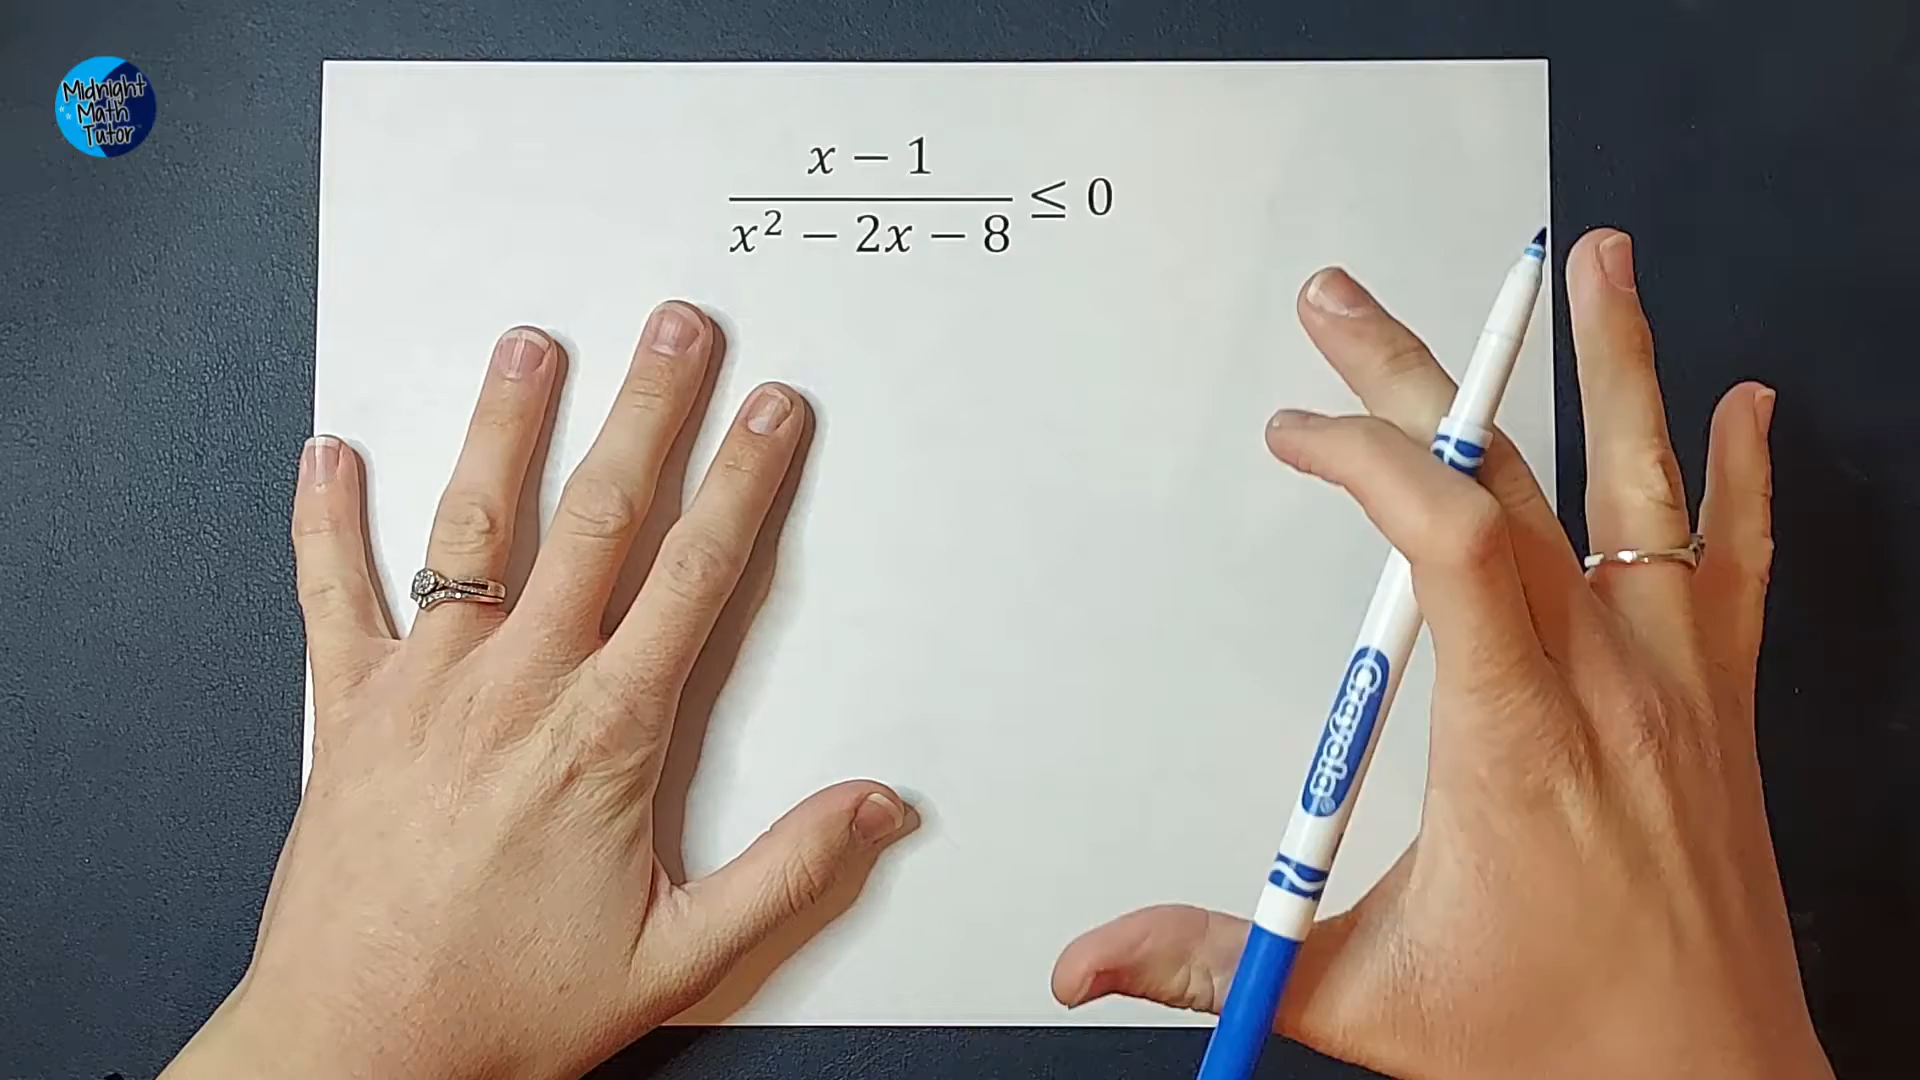 Midnight
Math
Tutor
x − 1
x² − 2x − 8 ≤ 0
Crayola®